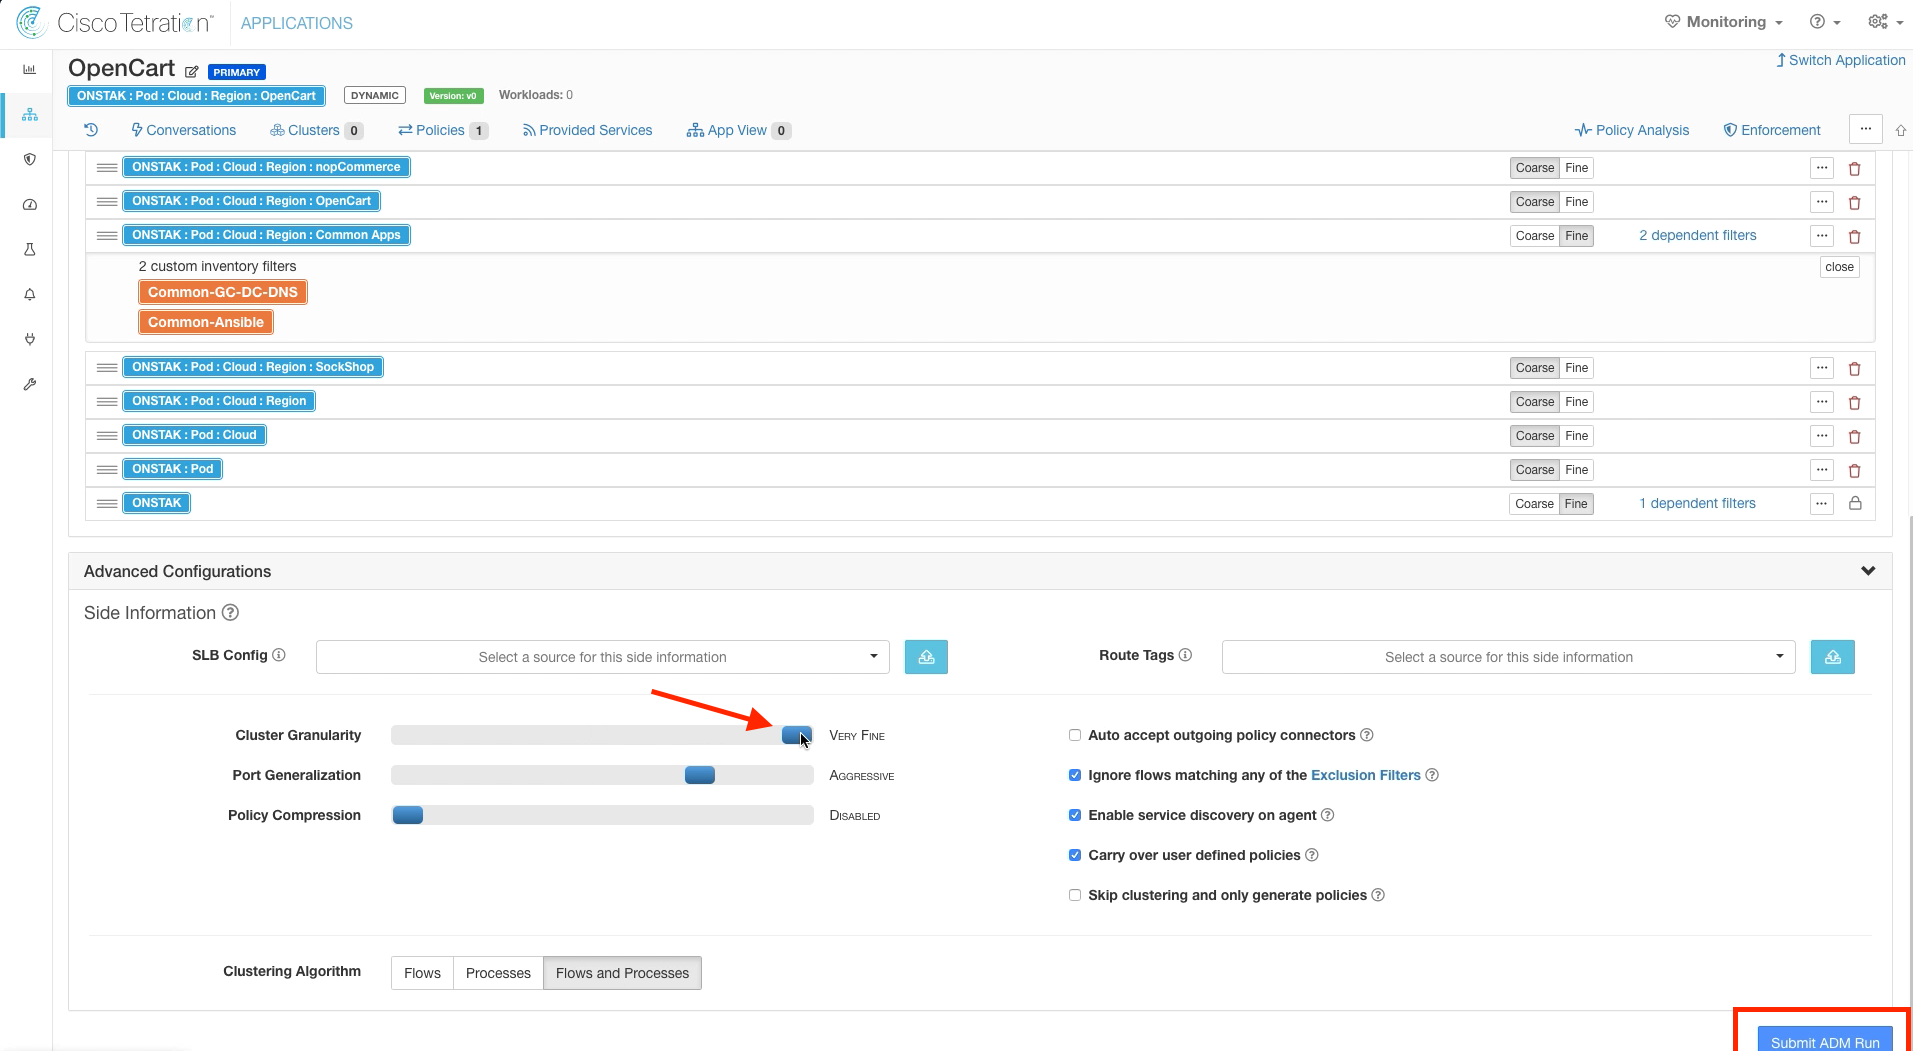 Cisco Tetration™ APPLICATIONS Monitoring
OpenCart PRIMARY Switch Application
ONSTAK : Pod : Cloud : Region : OpenCart DYNAMIC Version: v0 Workloads: 0
Conversations Clusters 0 Policies 1 Provided Services App View 0 Policy Analysis Enforcement ...
ONSTAK : Pod : Cloud : Region : nopCommerce Coarse Fine ...
ONSTAK : Pod : Cloud : Region : OpenCart Coarse Fine ...
ONSTAK : Pod : Cloud : Region : Common Apps Coarse Fine 2 dependent filters ...
2 custom inventory filters close
Common-GC-DC-DNS
Common-Ansible
ONSTAK : Pod : Cloud : Region : SockShop Coarse Fine ...
ONSTAK : Pod : Cloud : Region Coarse Fine ...
ONSTAK : Pod : Cloud Coarse Fine ...
ONSTAK : Pod Coarse Fine ...
ONSTAK Coarse Fine 1 dependent filters ...
Advanced Configurations
Side Information
SLB Config Select a source for this side information Route Tags Select a source for this side information
Cluster Granularity VERY FINE Auto accept outgoing policy connectors
Port Generalization AGGRESSIVE Ignore flows matching any of the Exclusion Filters
Policy Compression DISABLED Enable service discovery on agent
Carry over user defined policies
Skip clustering and only generate policies
Clustering Algorithm Flows Processes Flows and Processes
Submit ADM Run